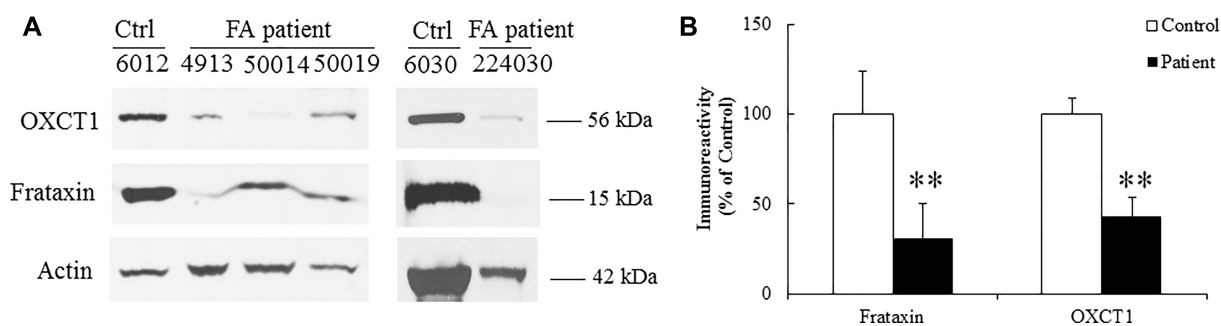 A
Ctrl FA patient
6012 4913 50014 50019
Ctrl FA patient
6030 224030
OXCT1
56 kDa
Frataxin
15 kDa
Actin
42 kDa
B
Immunoreactivity
(% of Control)
150
100
50
0
Control
Patient
**
**
Frataxin OXCT1